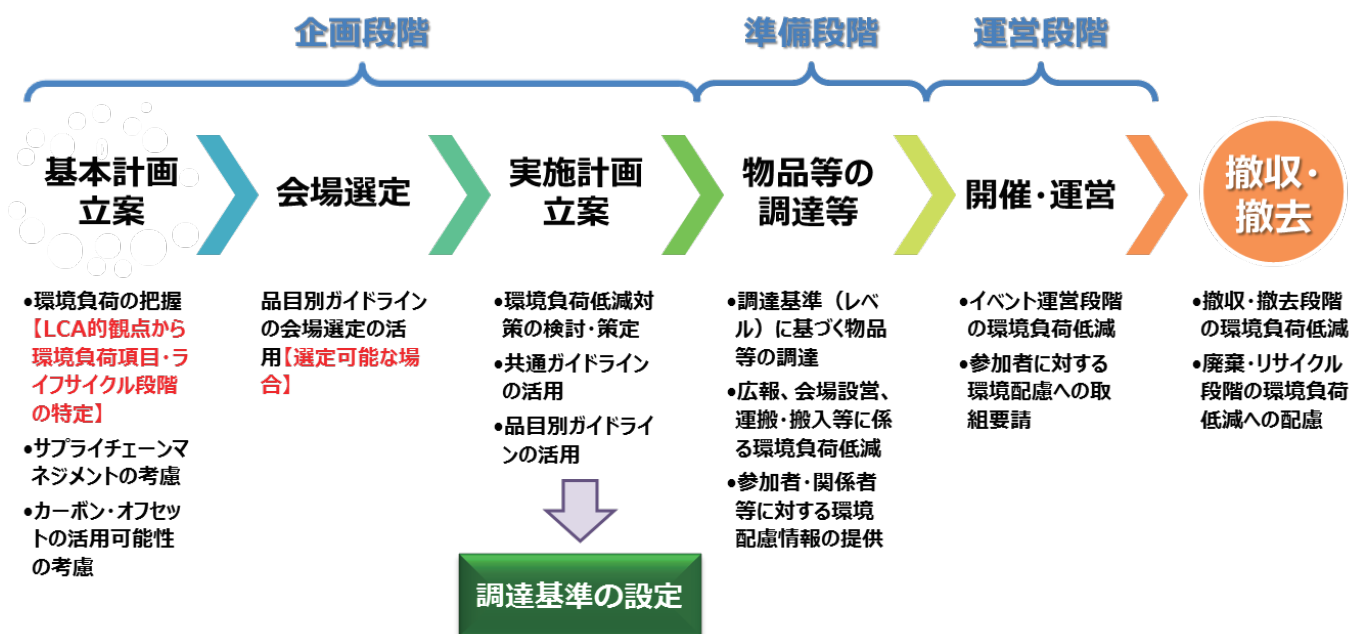 企画段階
準備段階
運営段階
基本計画
立案
会場選定
実施計画
立案
物品等の
調達等
開催・運営
撤収・
撤去
•環境負荷の把握
【LCA的観点から
環境負荷項目・ラ
イフサイクル段階
の特定】
•サプライチェーンマ
ネジメントの考慮
•カーボン・オフセッ
トの活用可能性
の考慮
品目別ガイドライン
の会場選定の活
用【選定可能な場
合】
•環境負荷低減対
策の検討・策定
•共通ガイドライン
の活用
•品目別ガイドライ
ンの活用
調達基準の設定
•調達基準（レベ
ル）に基づく物品
等の調達
•広報、会場設営、
運搬・搬入等に係
る環境負荷低減
•参加者・関係者
等に対する環境
配慮情報の提供
•イベント運営段階
の環境負荷低減
•参加者に対する
環境配慮への取
組要請
•撤収・撤去段階
の環境負荷低減
•廃棄・リサイクル
段階の環境負荷
低減への配慮